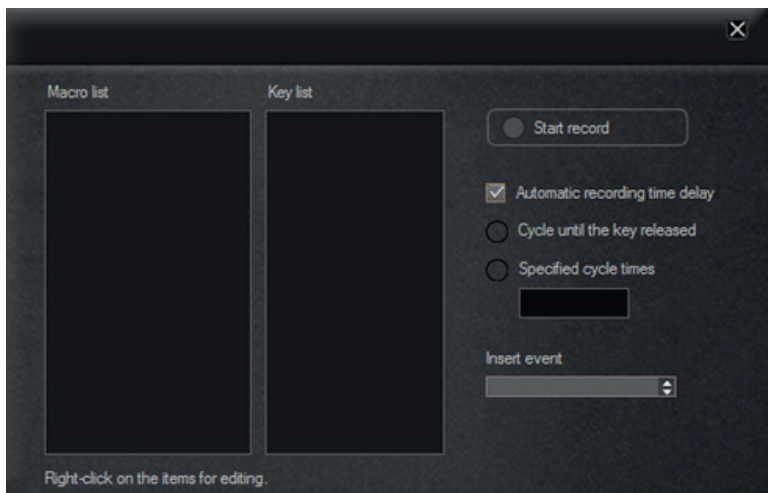 Macro list
Key list
Start record
Automatic recording time delay
Cycle until the key released
Specified cycle times
Insert event
Right-click on the items for editing.